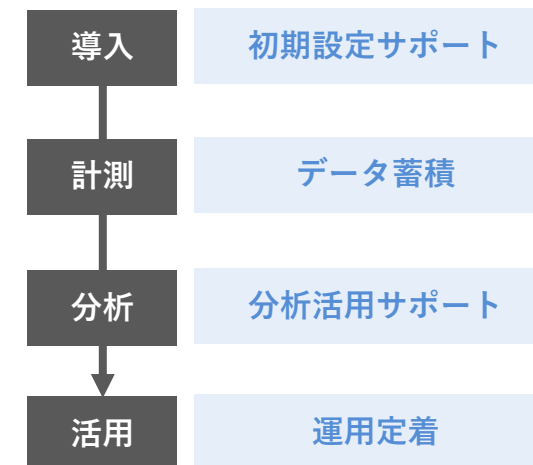 導入
初期設定サポート
計測
データ蓄積
分析
分析活用サポート
活用
運用定着